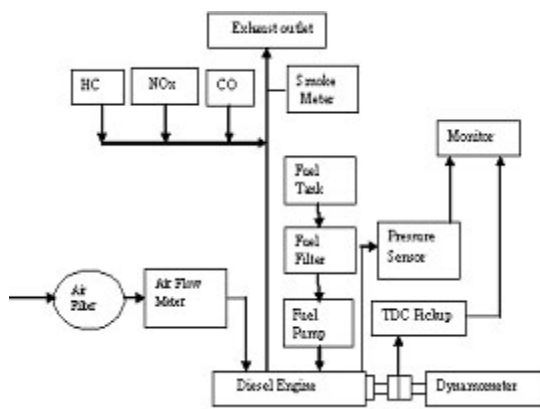 Exhaust outlet
HC
NOx
CO
Smoke
Meter
Monitor
Fuel
Tank
Fuel
Filter
Pressure
Sensor
Air
Filter
Air Flow
Meter
Fuel
Pump
TDC Pickup
Diesel Engine
Dynamometer